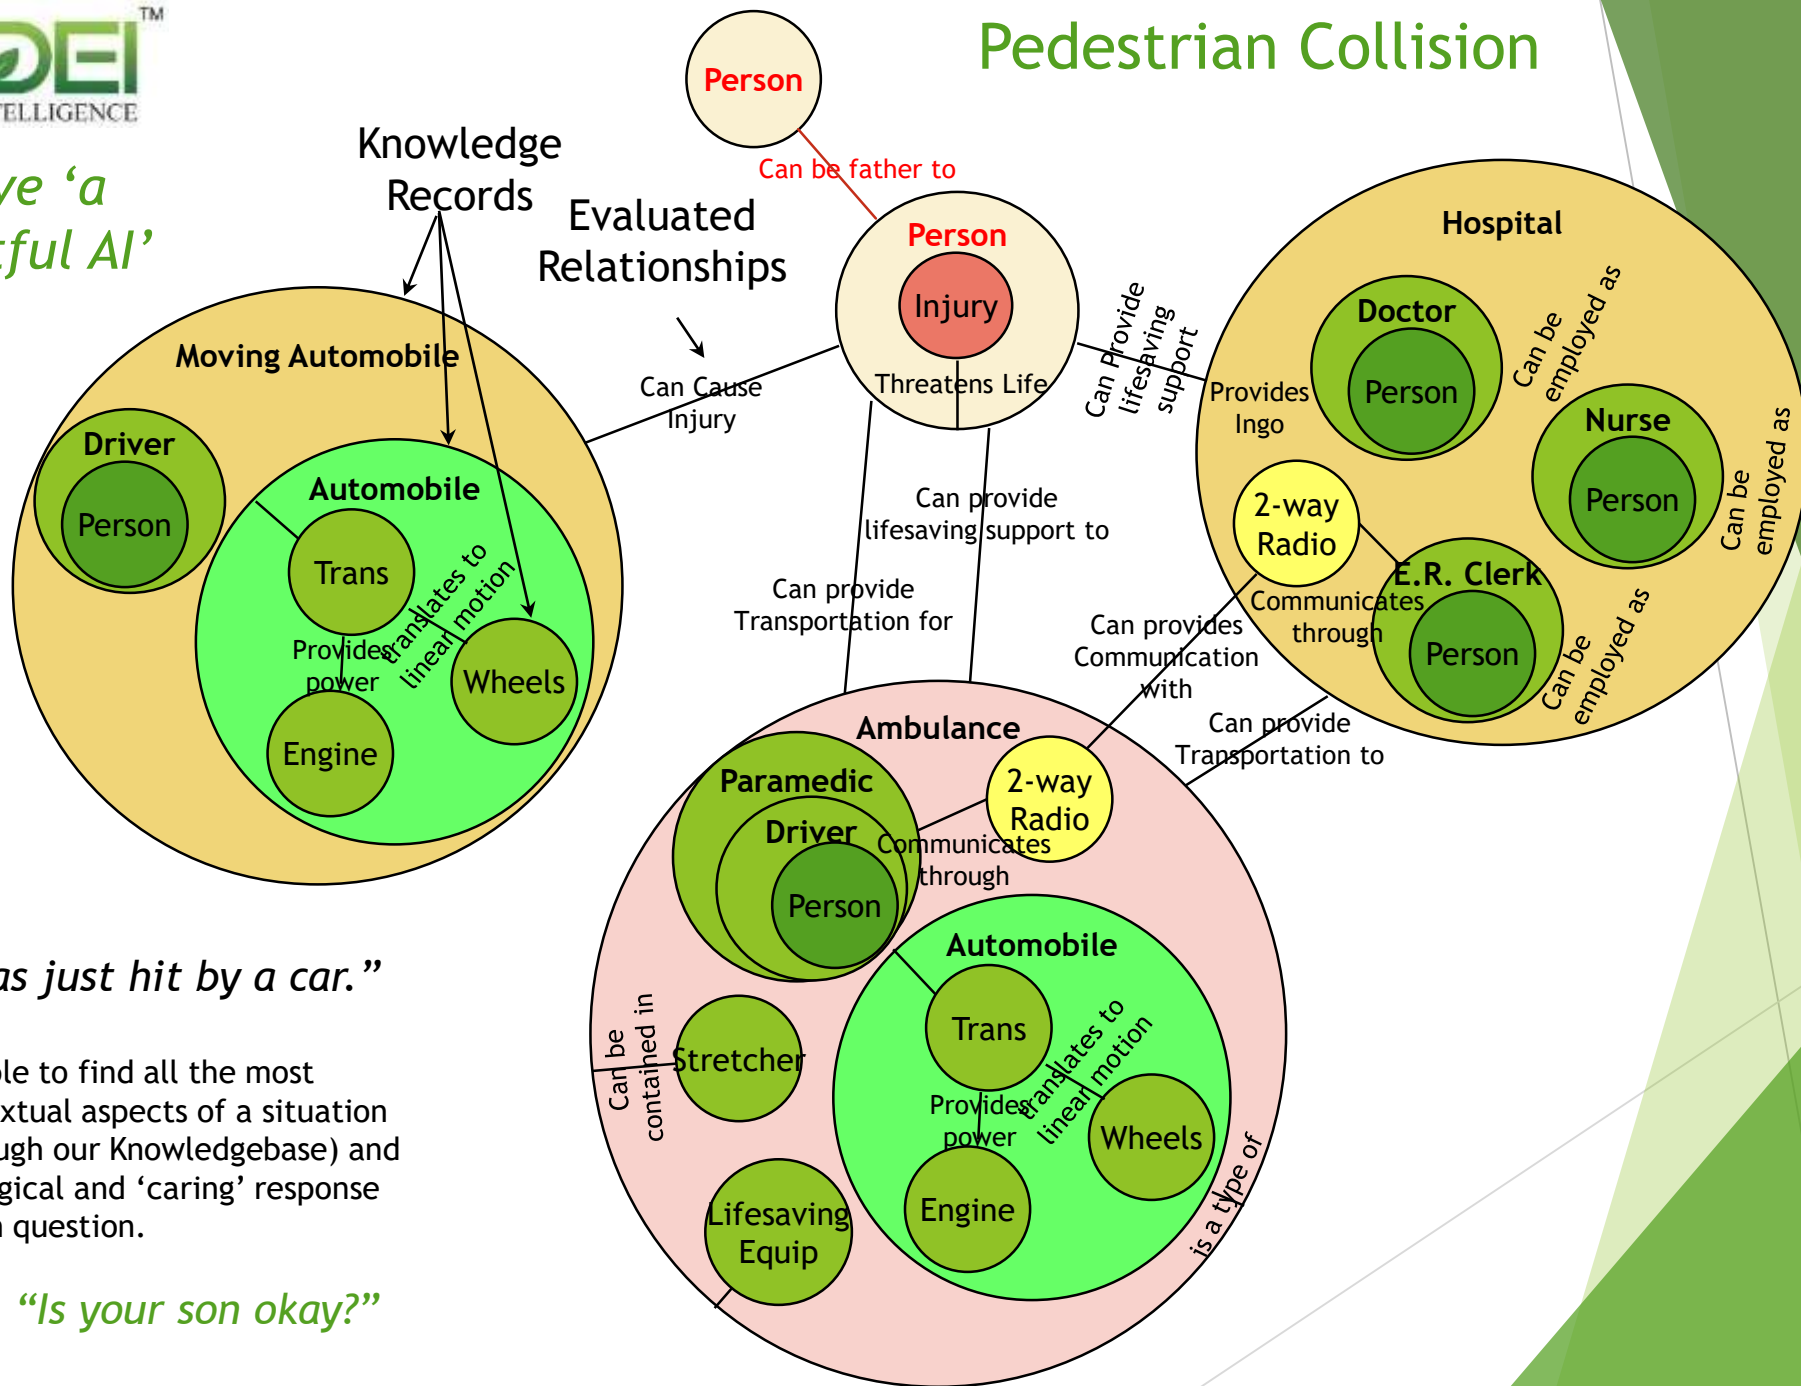 DEI
TM
TELLIGENCE
ve ‘a
tful AI’
Pedestrian Collision
Knowledge
Records
Evaluated
Relationships
Person
Can be father to
Person
Injury
Threatens Life
Moving Automobile
Driver
Person
Automobile
Trans
translates to
linear motion
Provides
power
Wheels
Engine
Can Cause
Injury
Can Provide
lifesaving
support
Hospital
Doctor
Person
Can be
employed as
Provides
Ingo
Nurse
Person
Can be
employed as
2-way
Radio
E.R. Clerk
Person
Communicates
through
Can be
employed as
Can provide
lifesaving support to
Can provide
Transportation for
Can provides
Communication
with
Can provide
Transportation to
Ambulance
Paramedic
Driver
Person
2-way
Radio
Communicates
through
Automobile
Trans
translates to
linear motion
Provides
power
Wheels
Engine
Can be
contained in
Stretcher
Lifesaving
Equip
is a type of
as just hit by a car.”
ole to find all the most
extual aspects of a situation
ugh our Knowledgebase) and
gical and ‘caring’ response
n question.
“Is your son okay?”